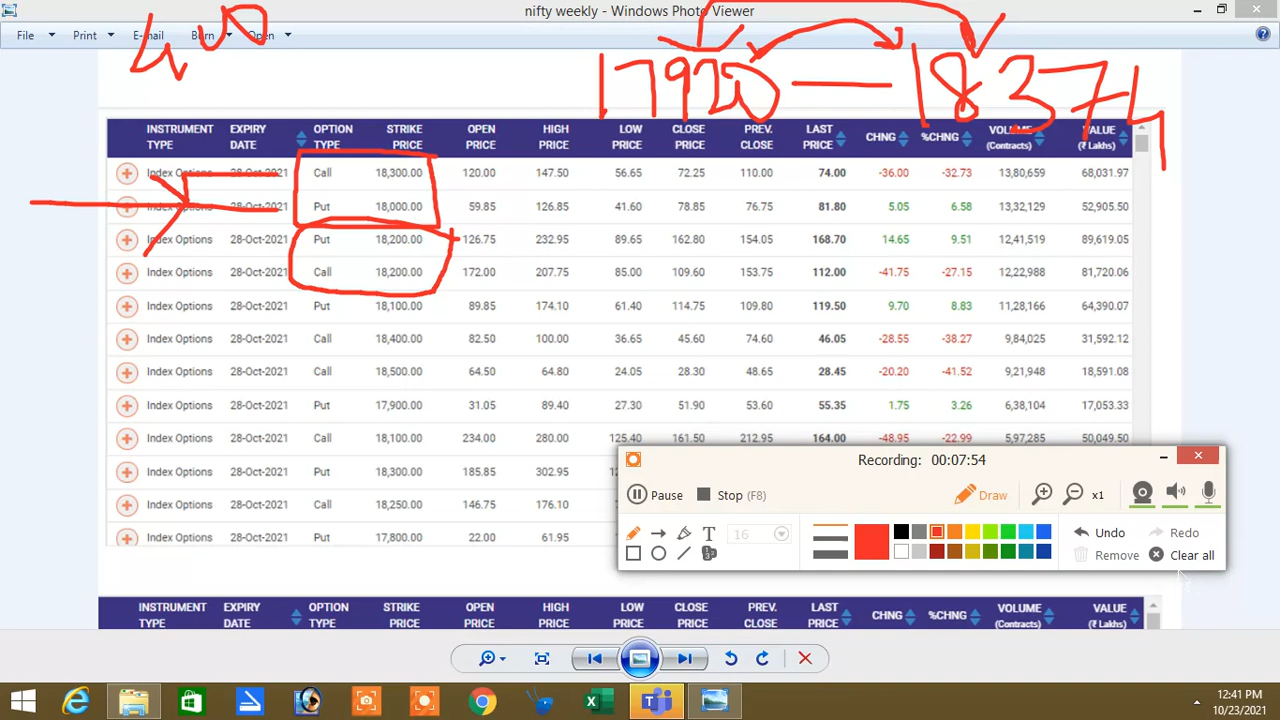 nifty weekly - Windows Photo Viewer
File Print E-mail Burn Open
400
17920 — 18374
INSTRUMENT TYPE EXPIRY DATE OPTION TYPE STRIKE PRICE OPEN PRICE HIGH PRICE LOW PRICE CLOSE PRICE PREV. CLOSE LAST PRICE CHNG %CHNG VOLUME (Contracts) VALUE (₹ Lakhs)
Index Options 28-Oct-2021 Call 18,300.00 120.00 147.50 56.65 72.25 110.00 74.00 -36.00 -32.73 13,80,659 68,031.97
Index Options 28-Oct-2021 Put 18,000.00 59.85 126.85 41.60 78.85 76.75 81.80 5.05 6.58 13,32,129 52,905.50
Index Options 28-Oct-2021 Put 18,200.00 126.75 232.95 89.65 162.80 154.05 168.70 14.65 9.51 12,41,519 89,619.05
Index Options 28-Oct-2021 Call 18,200.00 172.00 207.75 85.00 109.60 153.75 112.00 -41.75 -27.15 12,22,988 81,720.06
Index Options 28-Oct-2021 Put 18,100.00 89.85 174.10 61.40 114.75 109.80 119.50 9.70 8.83 11,28,166 64,390.07
Index Options 28-Oct-2021 Call 18,400.00 82.50 100.00 36.65 45.60 74.60 46.05 -28.55 -38.27 9,84,025 31,592.12
Index Options 28-Oct-2021 Call 18,500.00 64.50 64.80 24.05 28.30 48.65 28.45 -20.20 -41.52 9,21,948 18,591.08
Index Options 28-Oct-2021 Put 17,900.00 31.05 89.40 27.30 51.90 53.60 55.35 1.75 3.26 6,38,104 17,053.33
Index Options 28-Oct-2021 Call 18,100.00 234.00 280.00 125.40 161.50 212.95 164.00 -48.95 -22.99 5,97,285 50,049.50
Index Options 28-Oct-2021 Put 18,300.00 185.85 302.95
Index Options 28-Oct-2021 Call 18,250.00 146.75 176.10
Index Options 28-Oct-2021 Put 17,800.00 22.00 61.95
Recording: 00:07:54
Pause Stop (F8) Draw x1
T 16 Undo Redo
Remove Clear all
INSTRUMENT TYPE EXPIRY DATE OPTION TYPE STRIKE PRICE OPEN PRICE HIGH PRICE LOW PRICE CLOSE PRICE PREV. CLOSE LAST PRICE CHNG %CHNG VOLUME (Contracts) VALUE (₹ Lakhs)
12:41 PM
10/23/2021